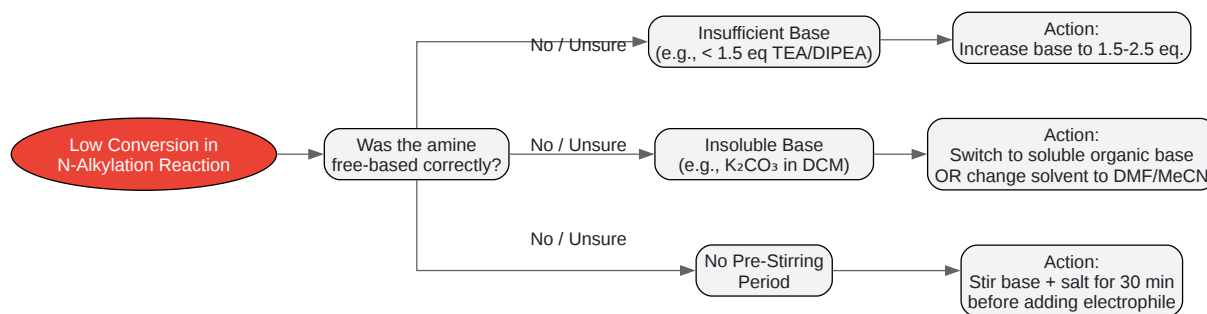 Low Conversion in
N-Alkylation Reaction
Was the amine
free-based correctly?
No / Unsure
Insufficient Base
(e.g., < 1.5 eq TEA/DIPEA)
Action:
Increase base to 1.5-2.5 eq.
No / Unsure
Insoluble Base
(e.g., K₂CO₃ in DCM)
Action:
Switch to soluble organic base
OR change solvent to DMF/MeCN
No / Unsure
No Pre-Stirring
Period
Action:
Stir base + salt for 30 min
before adding electrophile